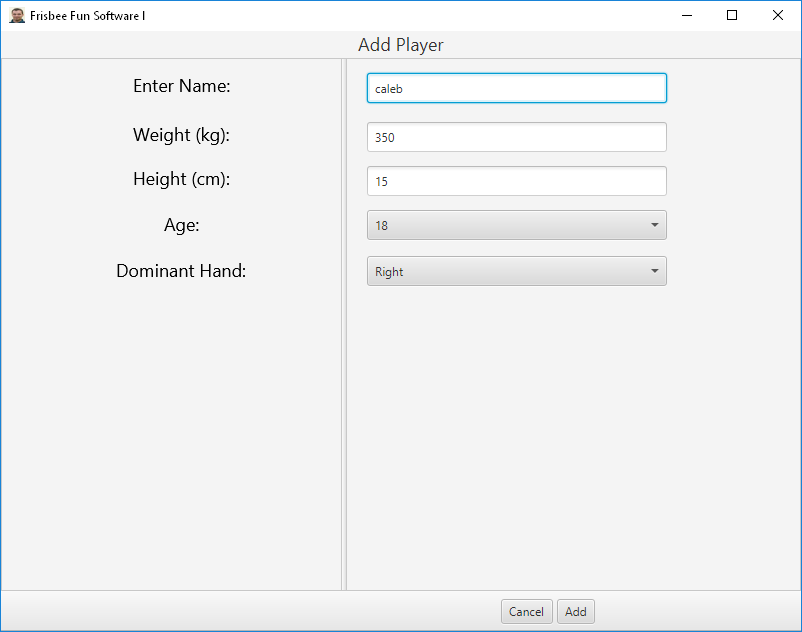 Frisbee Fun Software I
Add Player
Enter Name:
caleb
Weight (kg):
350
Height (cm):
15
Age:
18
Dominant Hand:
Right
Cancel
Add